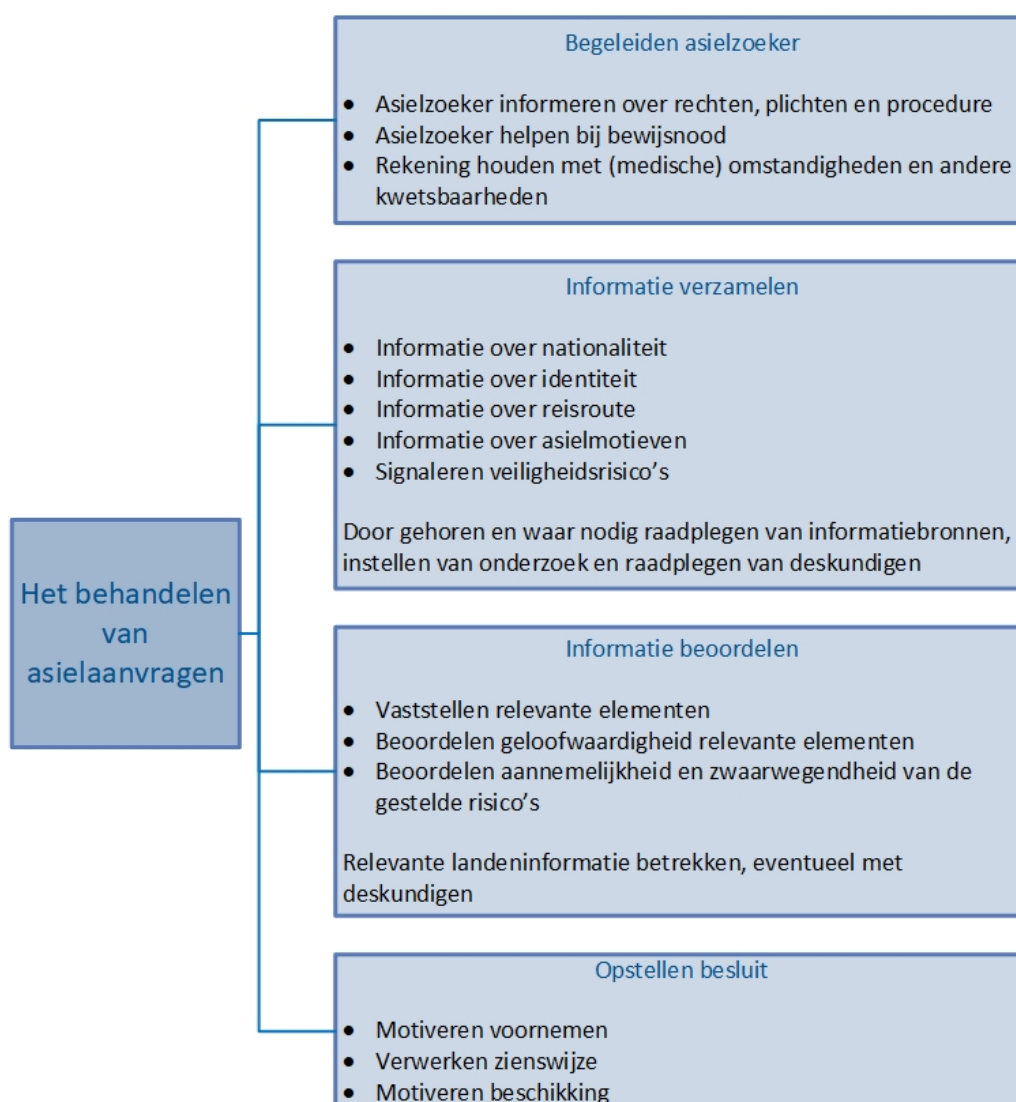 Begeleiden asielzoeker
• Asielzoeker informeren over rechten, plichten en procedure
• Asielzoeker helpen bij bewijsnood
• Rekening houden met (medische) omstandigheden en andere
kwetsbaarheden
Informatie verzamelen
• Informatie over nationaliteit
• Informatie over identiteit
• Informatie over reisroute
• Informatie over asielmotieven
• Signaleren veiligheidsrisico’s
Door gehoren en waar nodig raadplegen van informatiebronnen,
instellen van onderzoek en raadplegen van deskundigen
Het behandelen
van
asielaanvragen
Informatie beoordelen
• Vaststellen relevante elementen
• Beoordelen geloofwaardigheid relevante elementen
• Beoordelen aannemelijkheid en zwaarwegendheid van de
gestelde risico’s
Relevante landeninformatie betrekken, eventueel met
deskundigen
Opstellen besluit
• Motiveren voornemen
• Verwerken zienswijze
• Motiveren beschikking